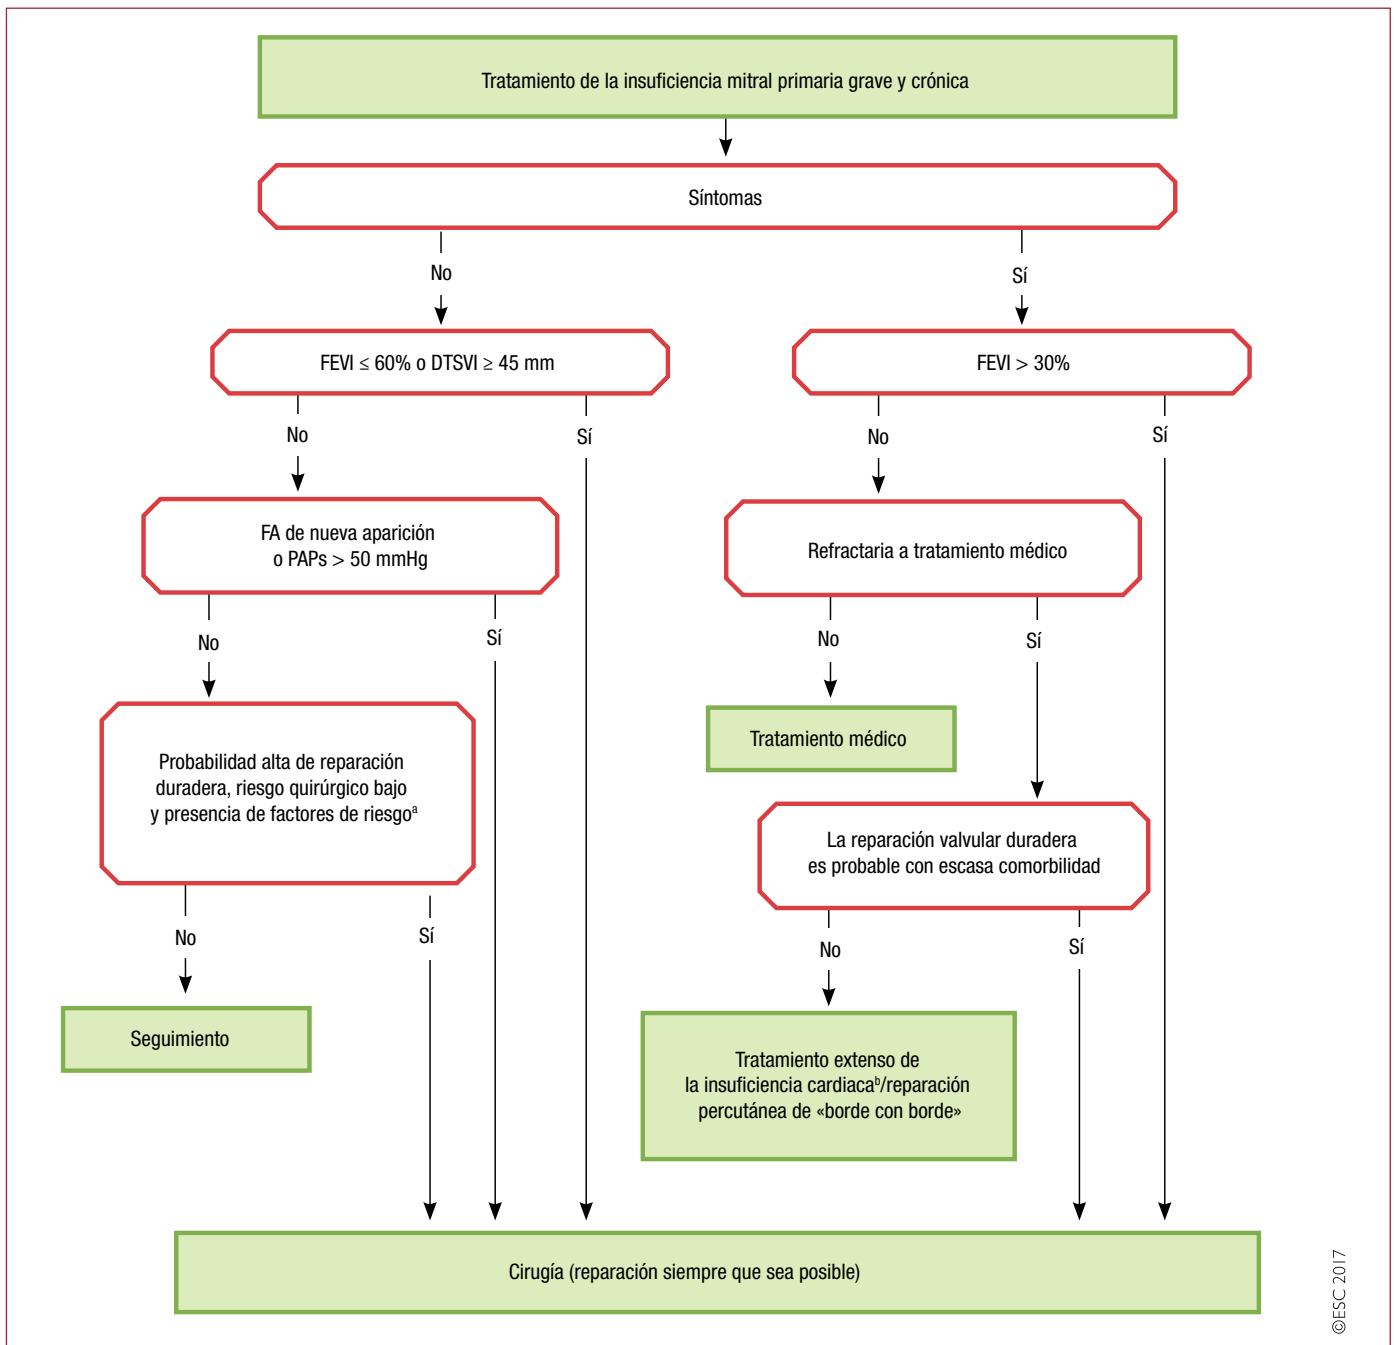 Tratamiento de la insuficiencia mitral primaria grave y crónica
Síntomas
No
Sí
FEVI ≤ 60% o DTSVI ≥ 45 mm
FEVI > 30%
No
Sí
No
Sí
FA de nueva aparición
o PAPs > 50 mmHg
Refractaria a tratamiento médico
No
Sí
No
Sí
Probabilidad alta de reparación
duradera, riesgo quirúrgico bajo
y presencia de factores de riesgoᵃ
Tratamiento médico
La reparación valvular duradera
es probable con escasa comorbilidad
No
Sí
No
Sí
Seguimiento
Tratamiento extenso de
la insuficiencia cardiacaᵇ/reparación
percutánea de «borde con borde»
Cirugía (reparación siempre que sea posible)
©ESC 2017